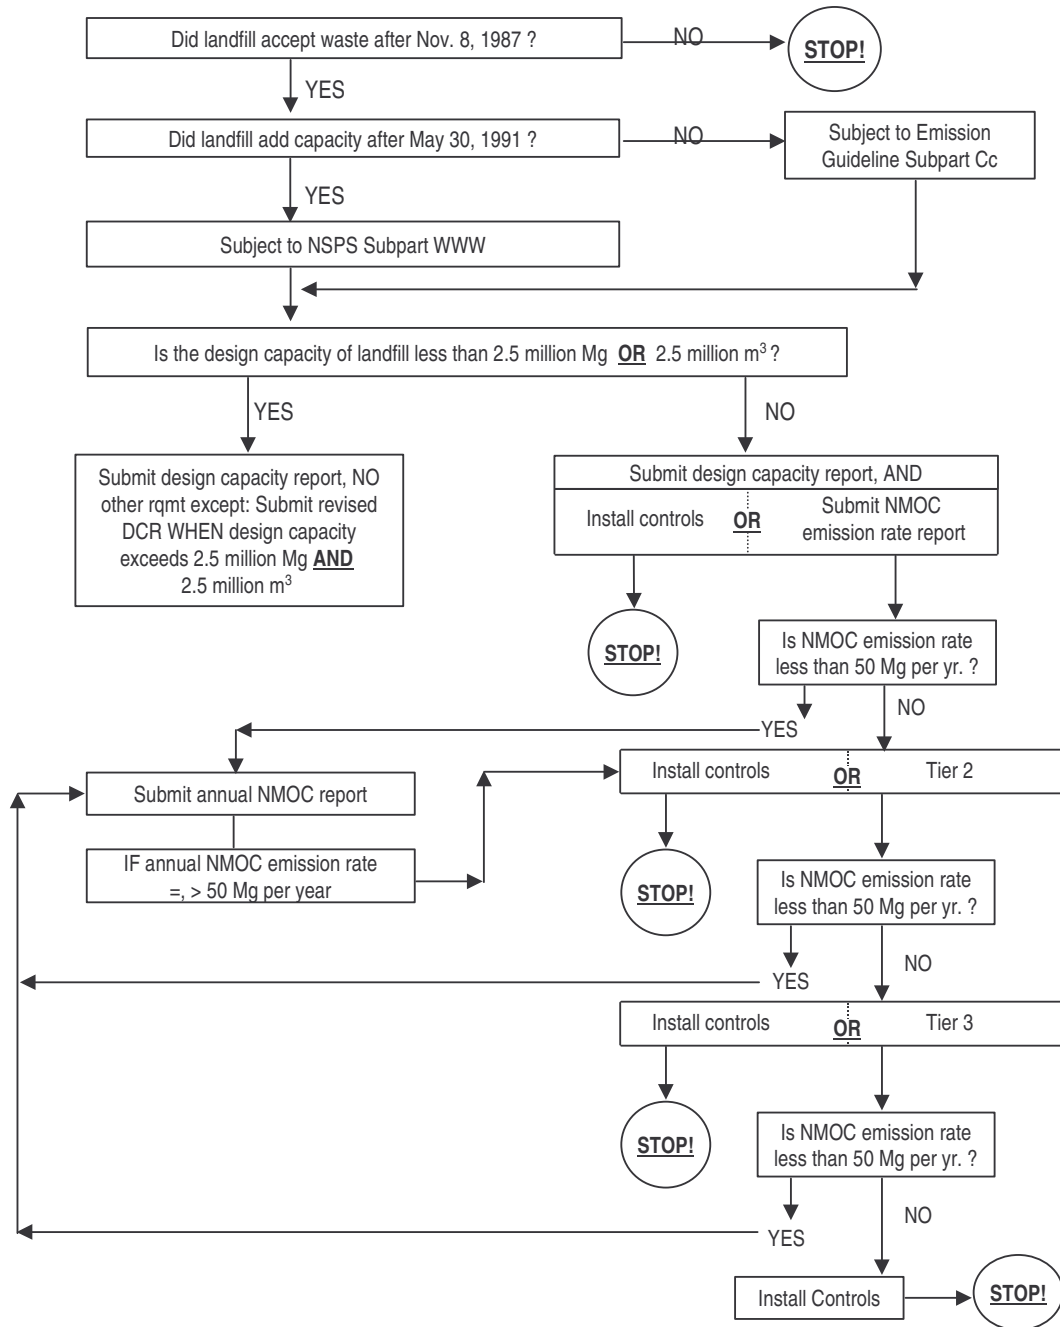 Did landfill accept waste after Nov. 8, 1987 ?
NO
STOP!
YES
Did landfill add capacity after May 30, 1991 ?
NO
Subject to Emission
Guideline Subpart Cc
YES
Subject to NSPS Subpart WWW
Is the design capacity of landfill less than 2.5 million Mg OR 2.5 million m³ ?
YES
NO
Submit design capacity report, NO
other rqmt except: Submit revised
DCR WHEN design capacity
exceeds 2.5 million Mg AND
2.5 million m³
Submit design capacity report, AND
Install controls
OR
Submit NMOC
emission rate report
STOP!
Is NMOC emission rate
less than 50 Mg per yr. ?
YES
NO
Submit annual NMOC report
IF annual NMOC emission rate
=, > 50 Mg per year
Install controls
OR
Tier 2
STOP!
Is NMOC emission rate
less than 50 Mg per yr. ?
YES
NO
Install controls
OR
Tier 3
STOP!
Is NMOC emission rate
less than 50 Mg per yr. ?
YES
NO
Install Controls
STOP!